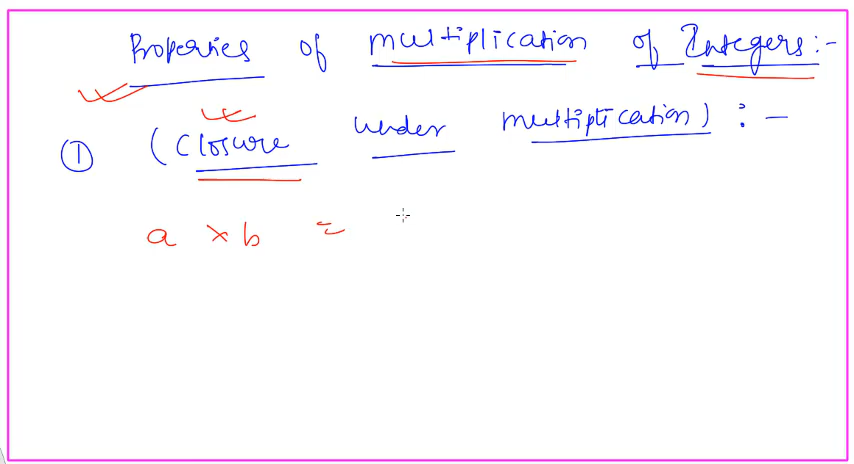 Properties of multiplication of Integers:-
① (Closure under multiplication) :-
a × b =